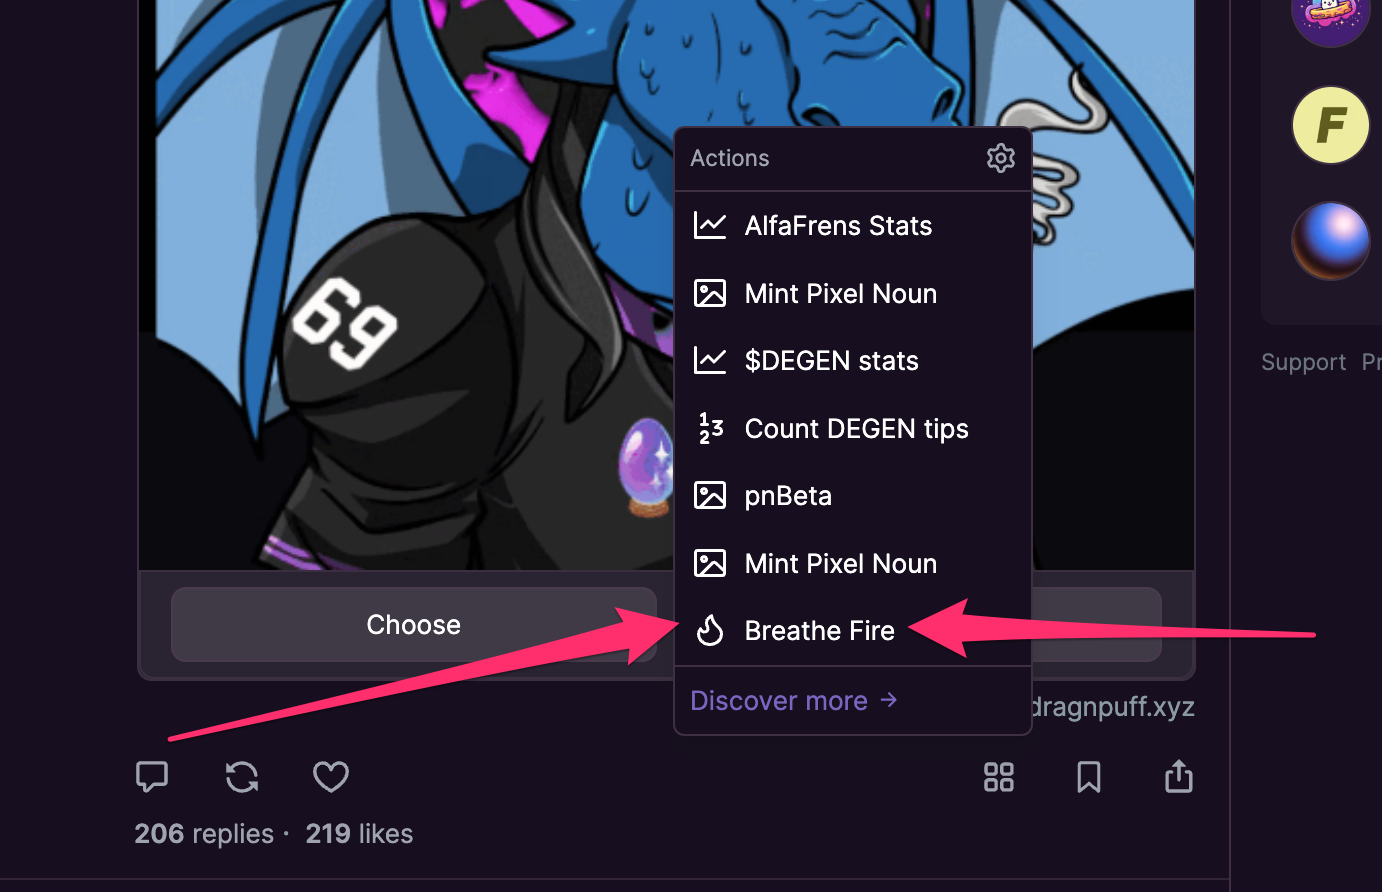 F
Actions
AlfaFrens Stats
Mint Pixel Noun
$DEGEN stats
69
Support
Count DEGEN tips
pnBeta
Mint Pixel Noun
Choose
Breathe Fire
Discover more →
dragnpuff.xyz
206 replies · 219 likes